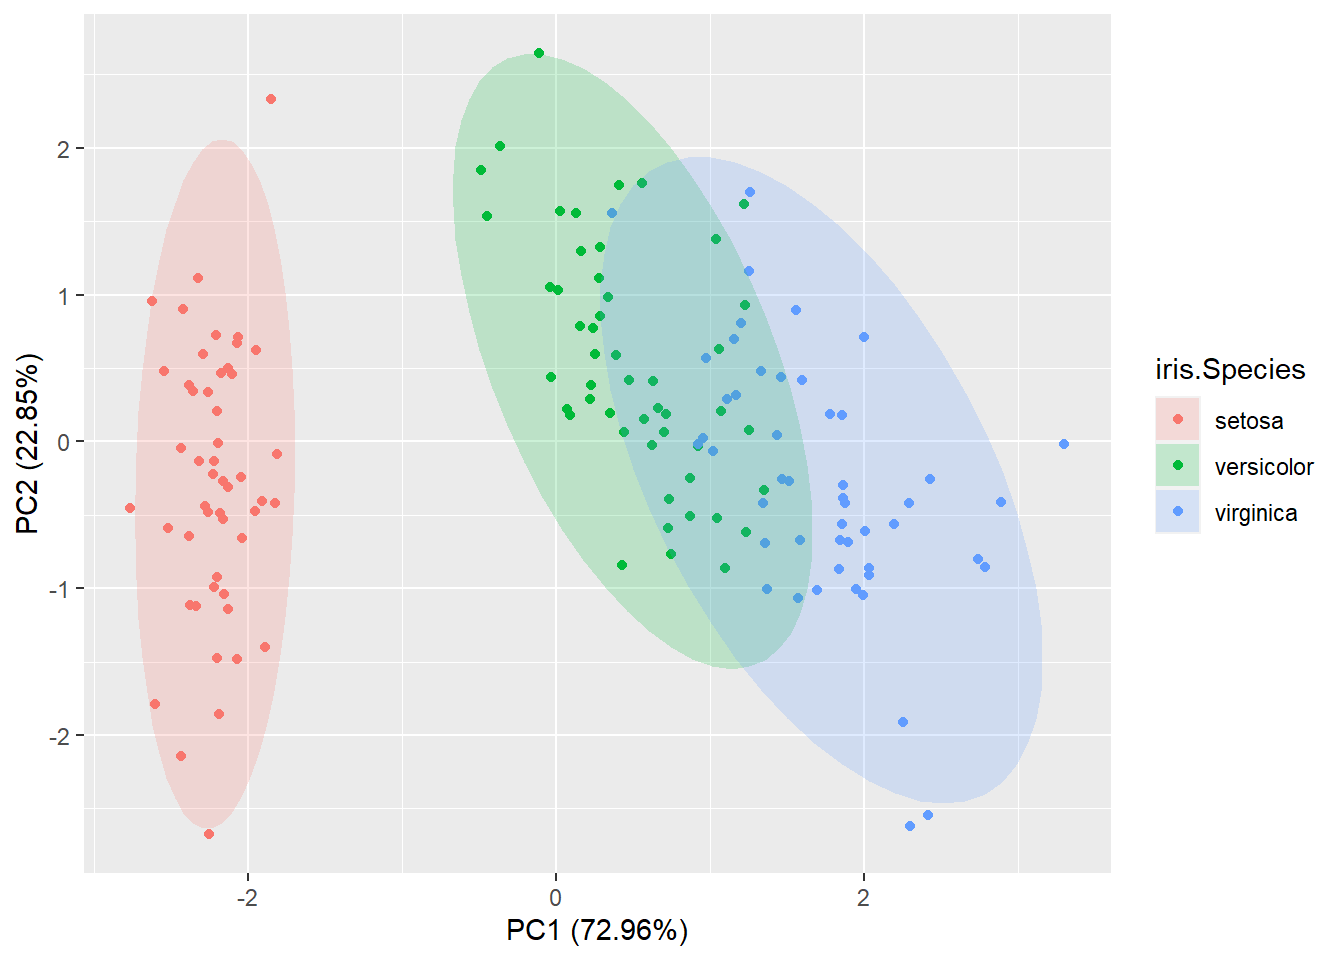 2
1
0
-1
-2
PC2 (22.85%)
-2
0
2
PC1 (72.96%)
iris.Species
setosa
versicolor
virginica